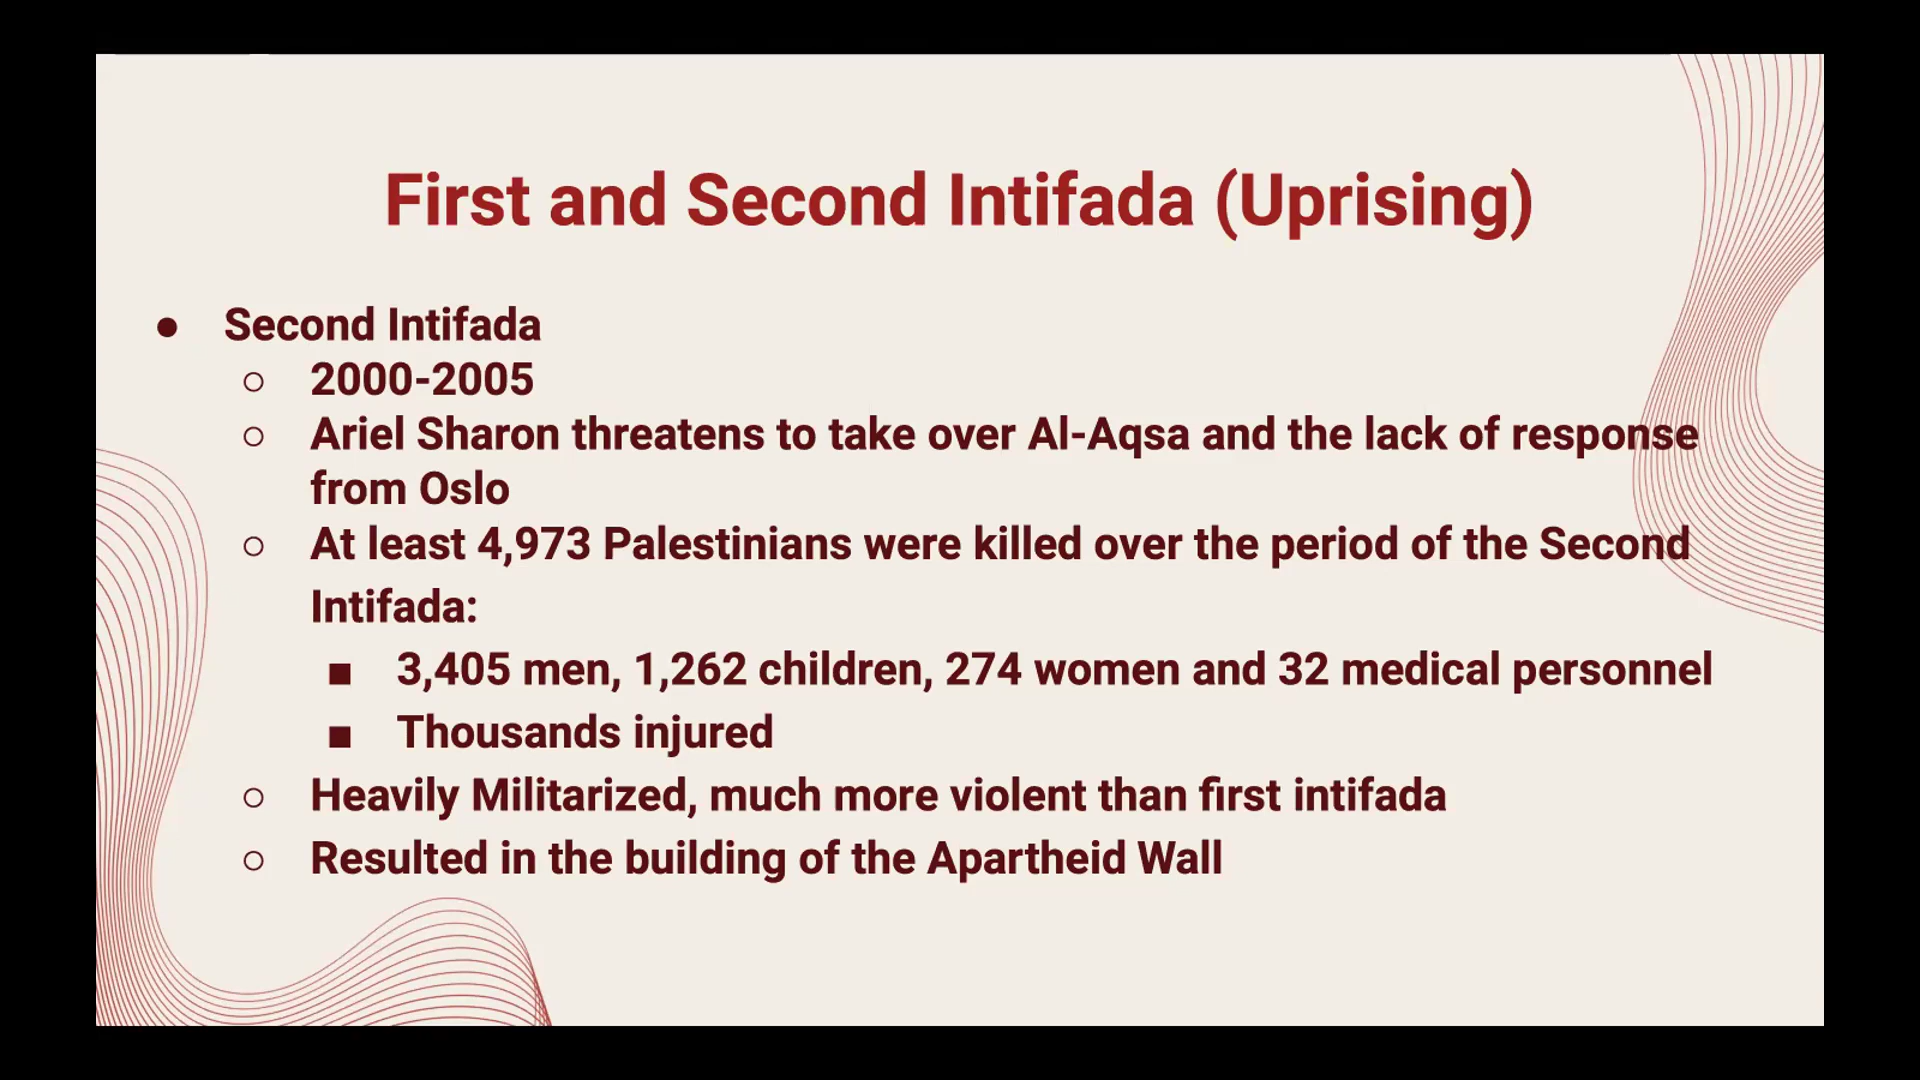 First and Second Intifada (Uprising)
● Second Intifada
○ 2000-2005
○ Ariel Sharon threatens to take over Al-Aqsa and the lack of response
from Oslo
○ At least 4,973 Palestinians were killed over the period of the Second
Intifada:
■ 3,405 men, 1,262 children, 274 women and 32 medical personnel
■ Thousands injured
○ Heavily Militarized, much more violent than first intifada
○ Resulted in the building of the Apartheid Wall